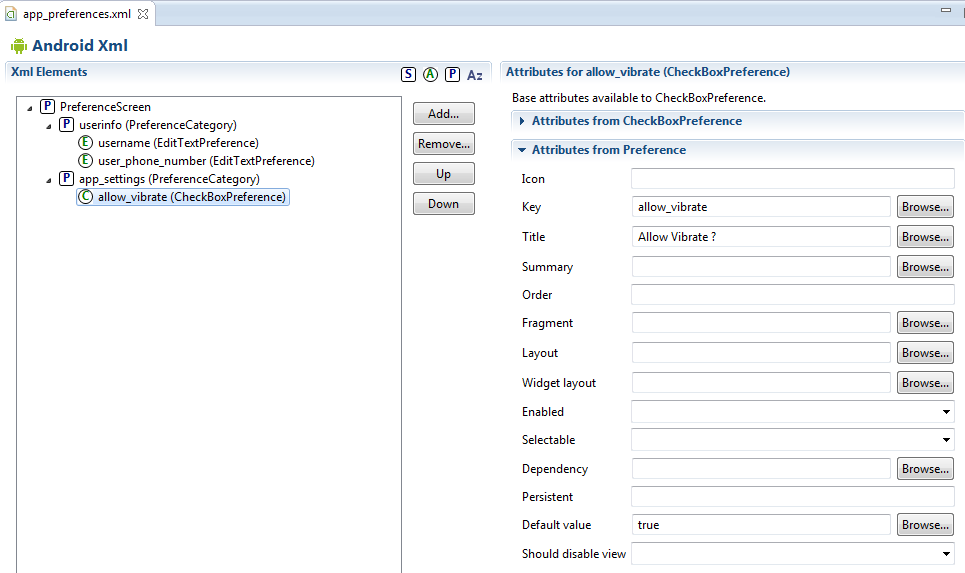 app_preferences.xml
Android Xml
Xml Elements
S A P Az
P PreferenceScreen
P userinfo (PreferenceCategory)
E username (EditTextPreference)
E user_phone_number (EditTextPreference)
P app_settings (PreferenceCategory)
C allow_vibrate (CheckBoxPreference)
Add...
Remove...
Up
Down
Attributes for allow_vibrate (CheckBoxPreference)
Base attributes available to CheckBoxPreference.
Attributes from CheckBoxPreference
Attributes from Preference
Icon
Key allow_vibrate Browse...
Title Allow Vibrate ? Browse...
Summary Browse...
Order
Fragment Browse...
Layout Browse...
Widget layout Browse...
Enabled
Selectable
Dependency Browse...
Persistent
Default value true Browse...
Should disable view